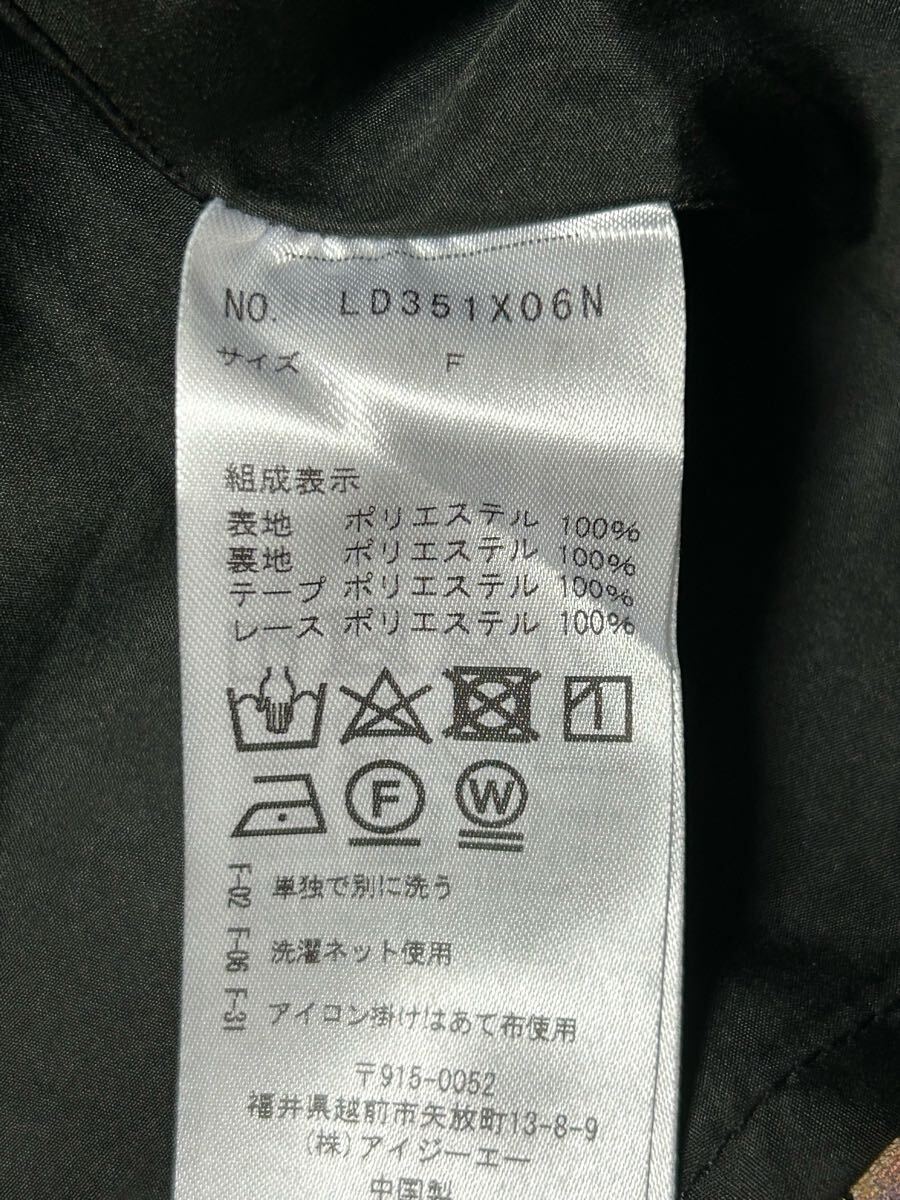 NO. LD351X06N
サイズ F
組成表示
表地 ポリエステル 100%
裏地 ポリエステル 100%
テープ ポリエステル 100%
レース ポリエステル 100%
F W
F-02 単独で別に洗う
F-06 洗濯ネット使用
F-31 アイロン掛けはあて布使用
〒915-0052
福井県越前市矢放町13-8-9
(株)アイジーエー
中国製